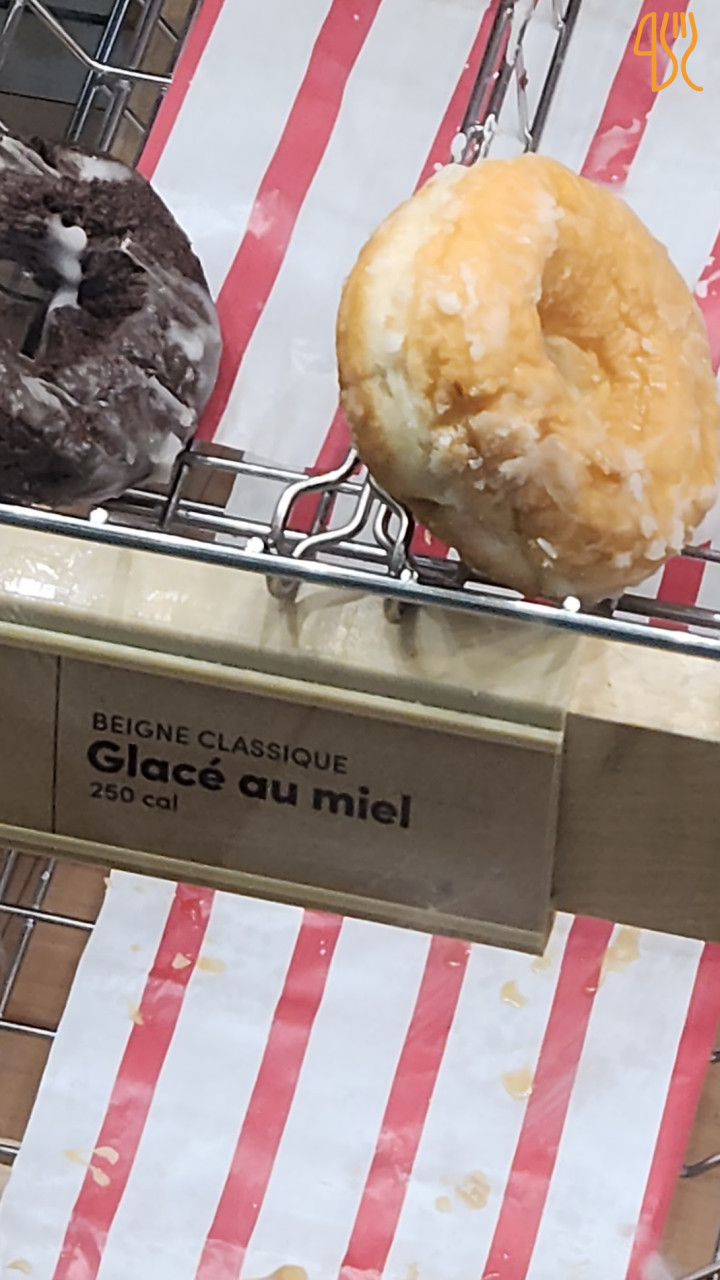 BEIGNE CLASSIQUE
Glacé au miel
250 cal